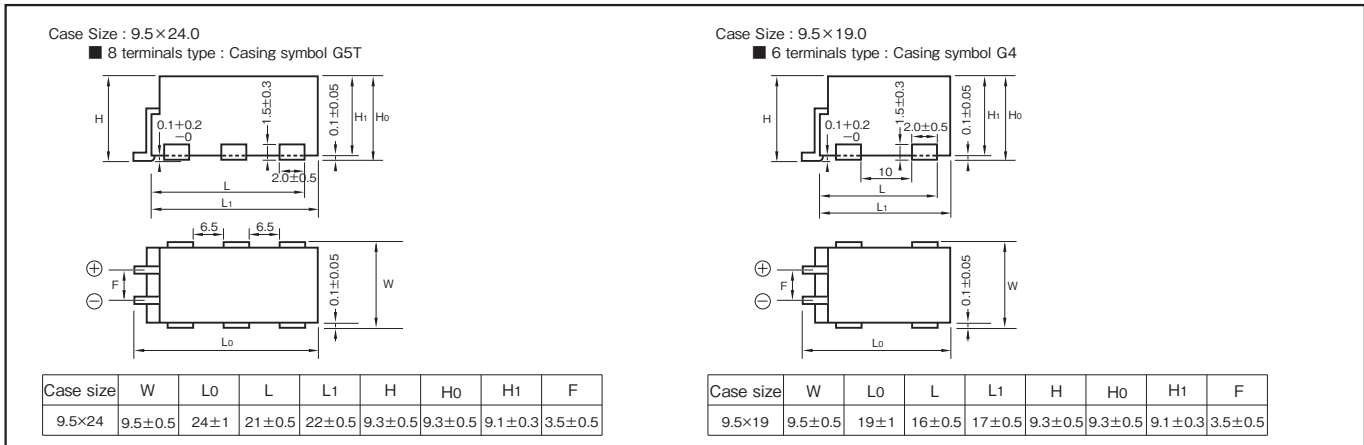 Case Size : 9.5×24.0
■ 8 terminals type : Casing symbol G5T
H
0.1+0.2
−0
1.5±0.3
0.1±0.05
H1
H0
2.0±0.5
L
L1
6.5
6.5
⊕
F
⊖
0.1±0.05
W
L0
Case size W L0 L L1 H H0 H1 F
9.5×24 9.5±0.5 24±1 21±0.5 22±0.5 9.3±0.5 9.3±0.5 9.1±0.3 3.5±0.5
Case Size : 9.5×19.0
■ 6 terminals type : Casing symbol G4
H
0.1+0.2
−0
1.5±0.3
2.0±0.5
0.1±0.05
H1
H0
10
L
L1
⊕
F
⊖
0.1±0.05
W
L0
Case size W L0 L L1 H H0 H1 F
9.5×19 9.5±0.5 19±1 16±0.5 17±0.5 9.3±0.5 9.3±0.5 9.1±0.3 3.5±0.5